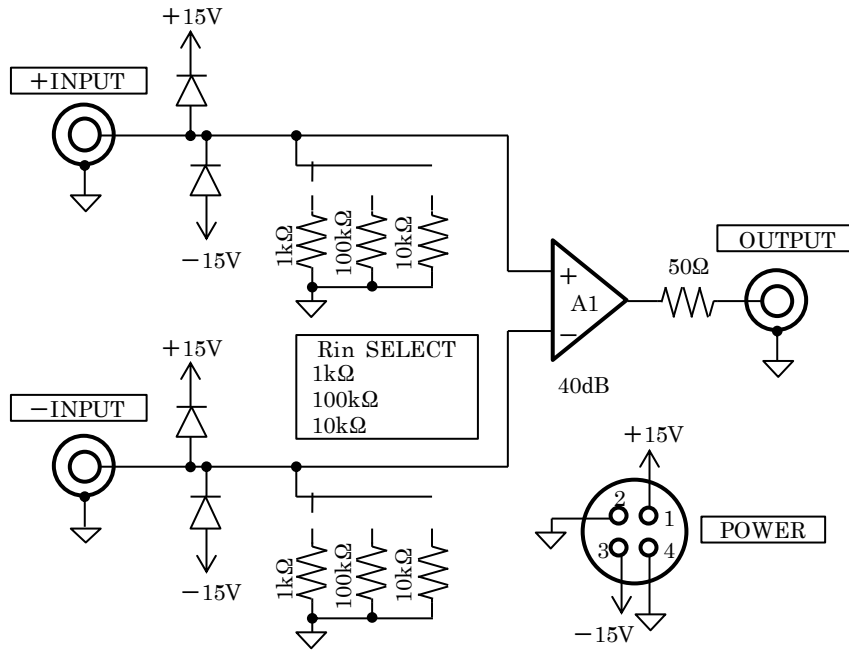 +15V
+INPUT
−15V
1kΩ
100kΩ
10kΩ
+
A1
−
40dB
50Ω
OUTPUT
Rin SELECT
1kΩ
100kΩ
10kΩ
+15V
−INPUT
−15V
1kΩ
100kΩ
10kΩ
+15V
2
1
3
4
POWER
−15V